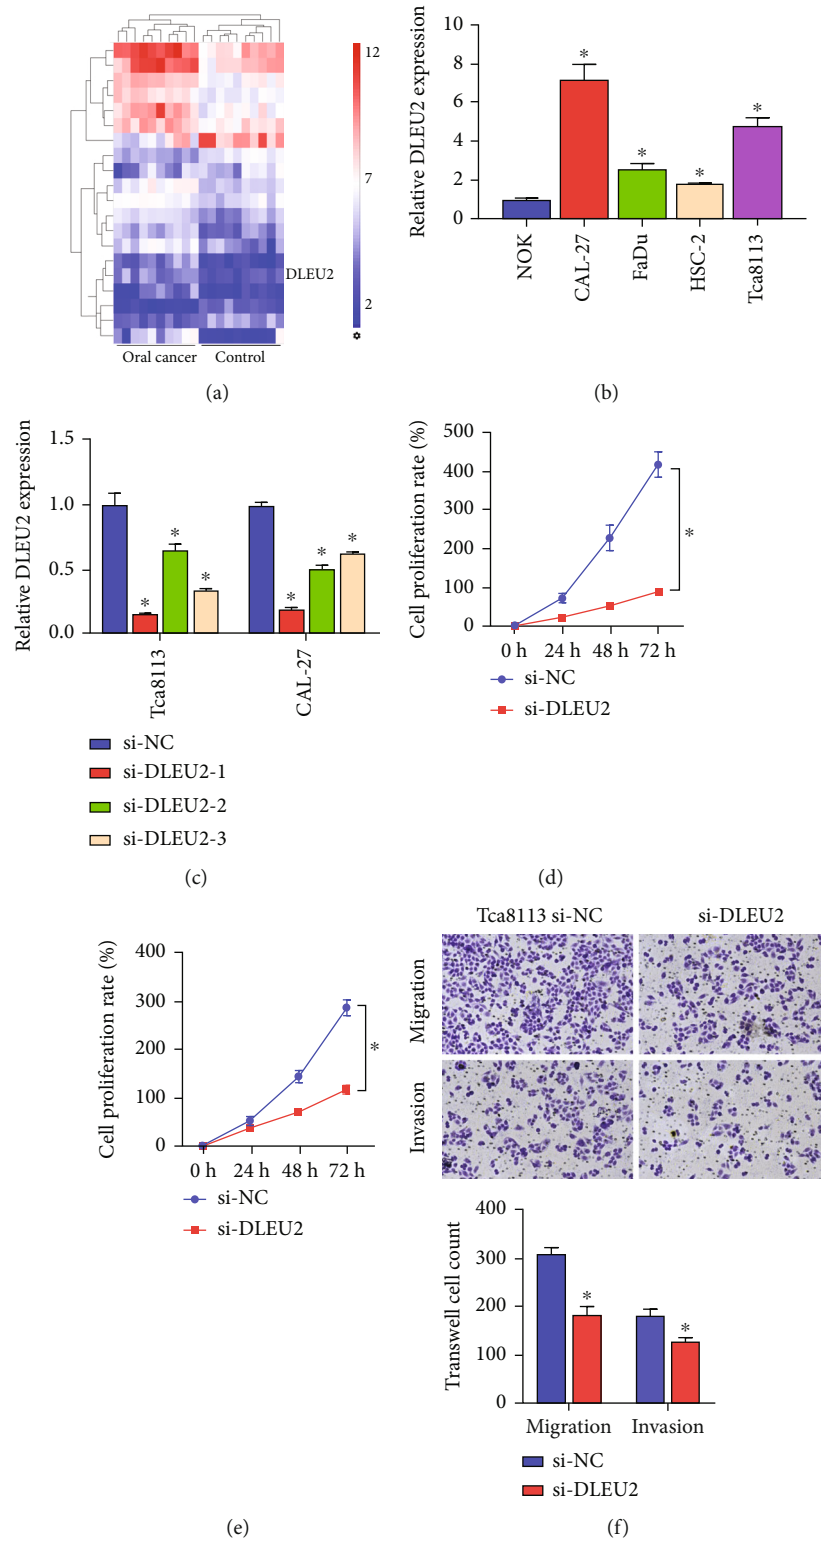 12
7
2
DLEU2
Oral cancer Control
(a)
Relative DLEU2 expression
10
8
6
4
2
0
*
*
*
*
NOK
CAL-27
FaDu
HSC-2
Tca8113
(b)
Relative DLEU2 expression
1.5
1.0
0.5
0.0
*
*
*
*
*
*
Tca8113
CAL-27
si-NC
si-DLEU2-1
si-DLEU2-2
si-DLEU2-3
(c)
Cell proliferation rate (%)
500
400
300
200
100
0
*
0 h 24 h 48 h 72 h
si-NC
si-DLEU2
(d)
Cell proliferation rate (%)
400
300
200
100
0
*
0 h 24 h 48 h 72 h
si-NC
si-DLEU2
(e)
Tca8113 si-NC si-DLEU2
Migration
Invasion
Transwell cell count
400
300
200
100
0
*
*
Migration Invasion
si-NC
si-DLEU2
(f)